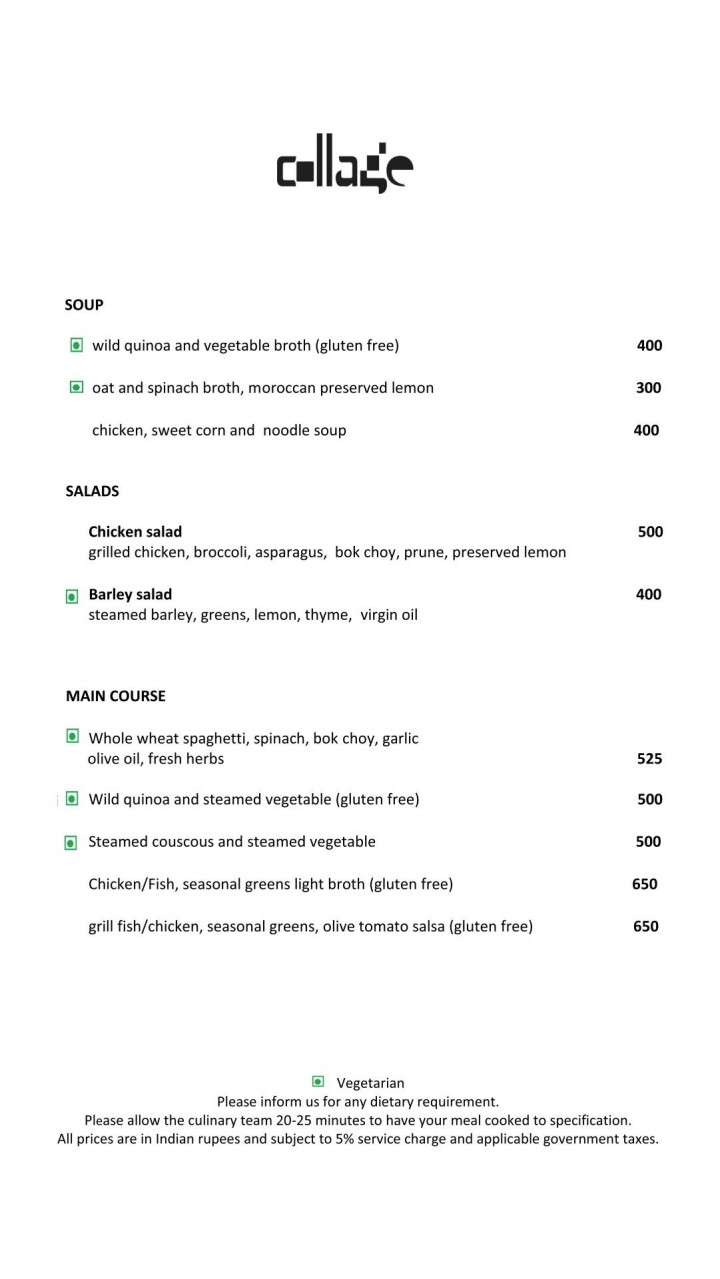 collage
SOUP
wild quinoa and vegetable broth (gluten free) 400
oat and spinach broth, moroccan preserved lemon 300
chicken, sweet corn and noodle soup 400
SALADS
Chicken salad 500
grilled chicken, broccoli, asparagus, bok choy, prune, preserved lemon
Barley salad 400
steamed barley, greens, lemon, thyme, virgin oil
MAIN COURSE
Whole wheat spaghetti, spinach, bok choy, garlic
olive oil, fresh herbs 525
Wild quinoa and steamed vegetable (gluten free) 500
Steamed couscous and steamed vegetable 500
Chicken/Fish, seasonal greens light broth (gluten free) 650
grill fish/chicken, seasonal greens, olive tomato salsa (gluten free) 650
Vegetarian
Please inform us for any dietary requirement.
Please allow the culinary team 20-25 minutes to have your meal cooked to specification.
All prices are in Indian rupees and subject to 5% service charge and applicable government taxes.